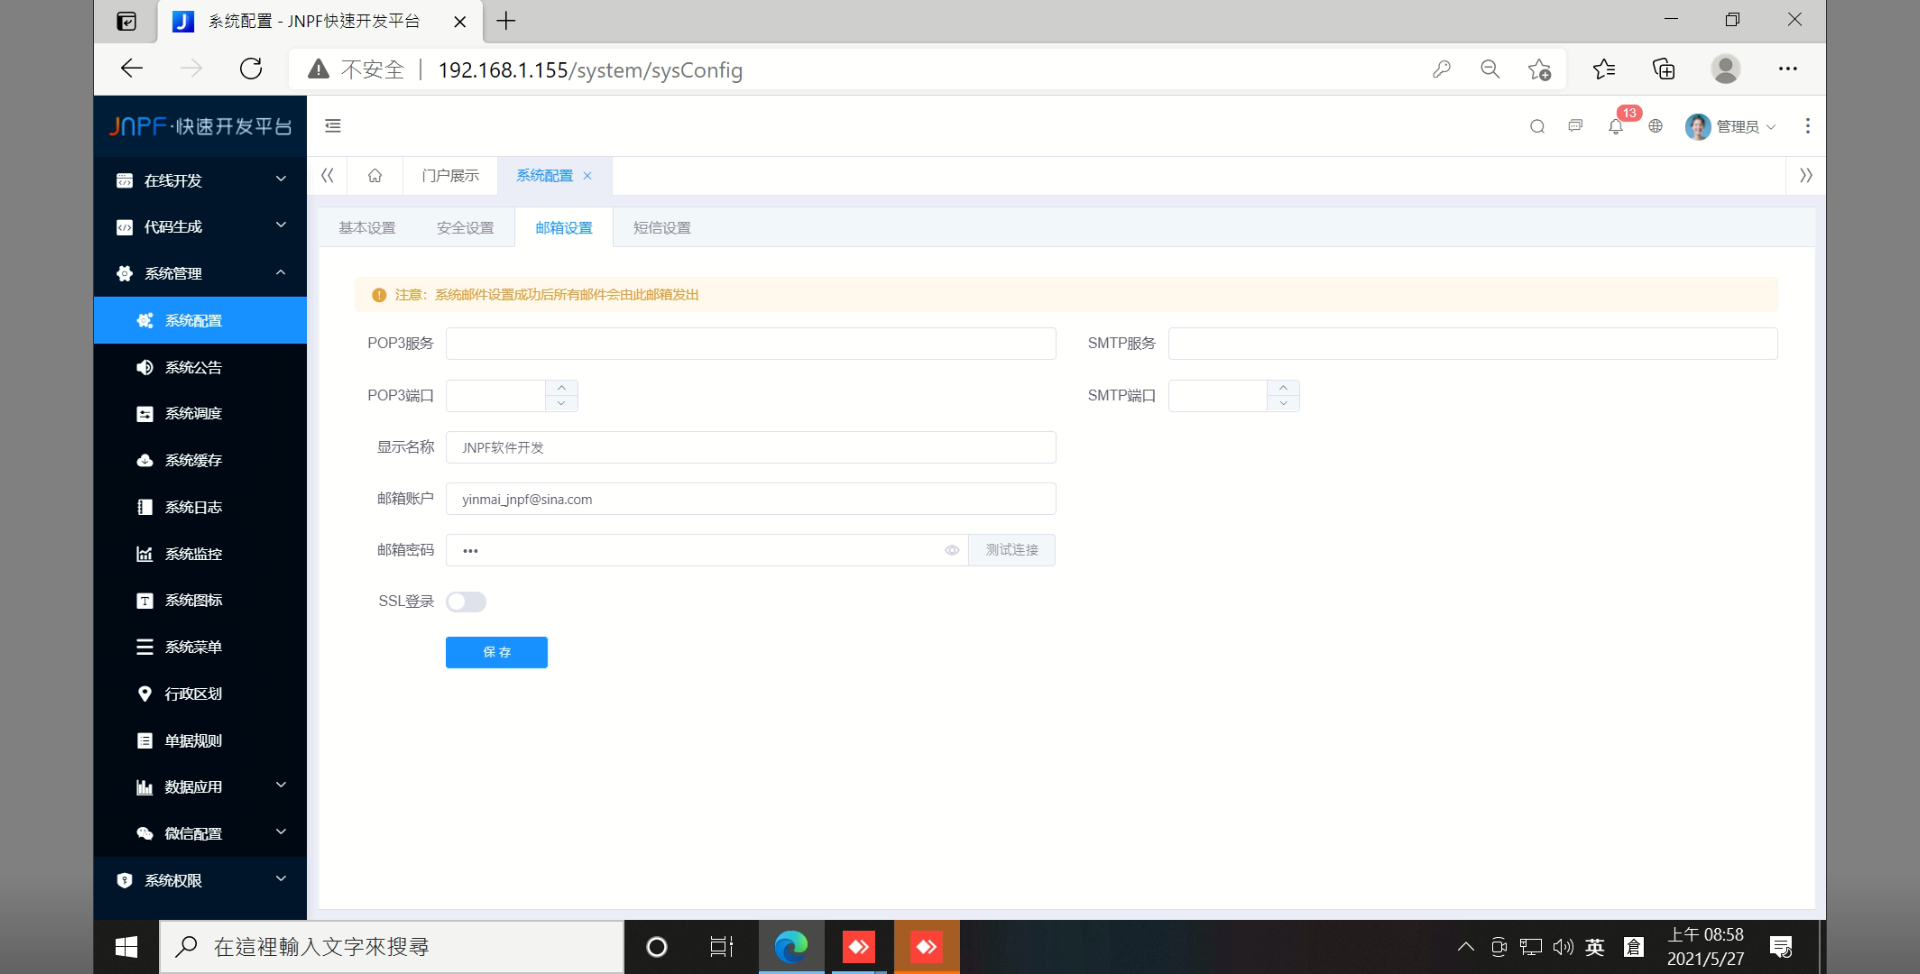 系统配置 - JNPF快速开发平台
不安全 | 192.168.1.155/system/sysConfig
JNPF·快速开发平台
13
管理员
在线开发
代码生成
系统管理
系统配置
系统公告
系统调度
系统缓存
系统日志
系统监控
系统图标
系统菜单
行政区划
单据规则
数据应用
微信配置
系统权限
门户展示
系统配置
基本设置
安全设置
邮箱设置
短信设置
注意：系统邮件设置成功后所有邮件会由此邮箱发出
POP3服务
SMTP服务
POP3端口
SMTP端口
显示名称
JNPF软件开发
邮箱账户
yinmai_jnpf@sina.com
邮箱密码
•••
测试连接
SSL登录
保存
在這裡輸入文字來搜尋
英
倉
上午 08:58
2021/5/27